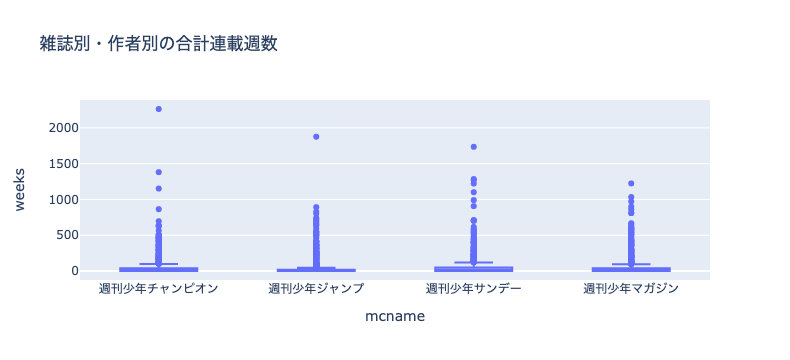 雑誌別・作者別の合計連載週数
2000
1500
1000
500
0
weeks
週刊少年チャンピオン 週刊少年ジャンプ 週刊少年サンデー 週刊少年マガジン
mcname